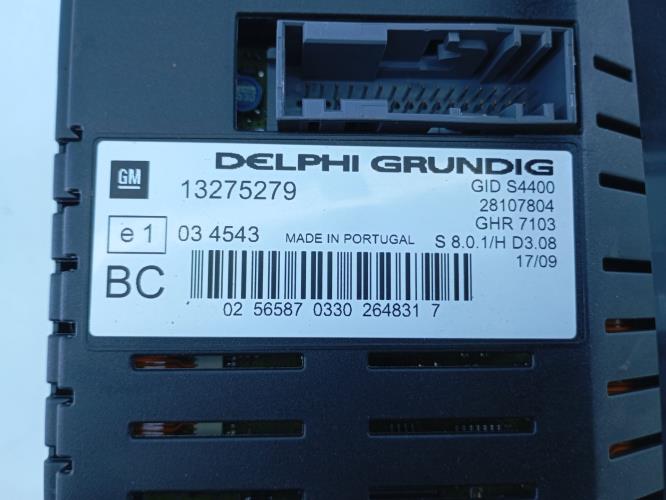 DELPHI GRUNDIG
GM
13275279
GID S4400
28107804
GHR 7103
e 1
03 4543
MADE IN PORTUGAL
S 8.0.1/H D3.08
17/09
BC
02 56587 0330 264831 7